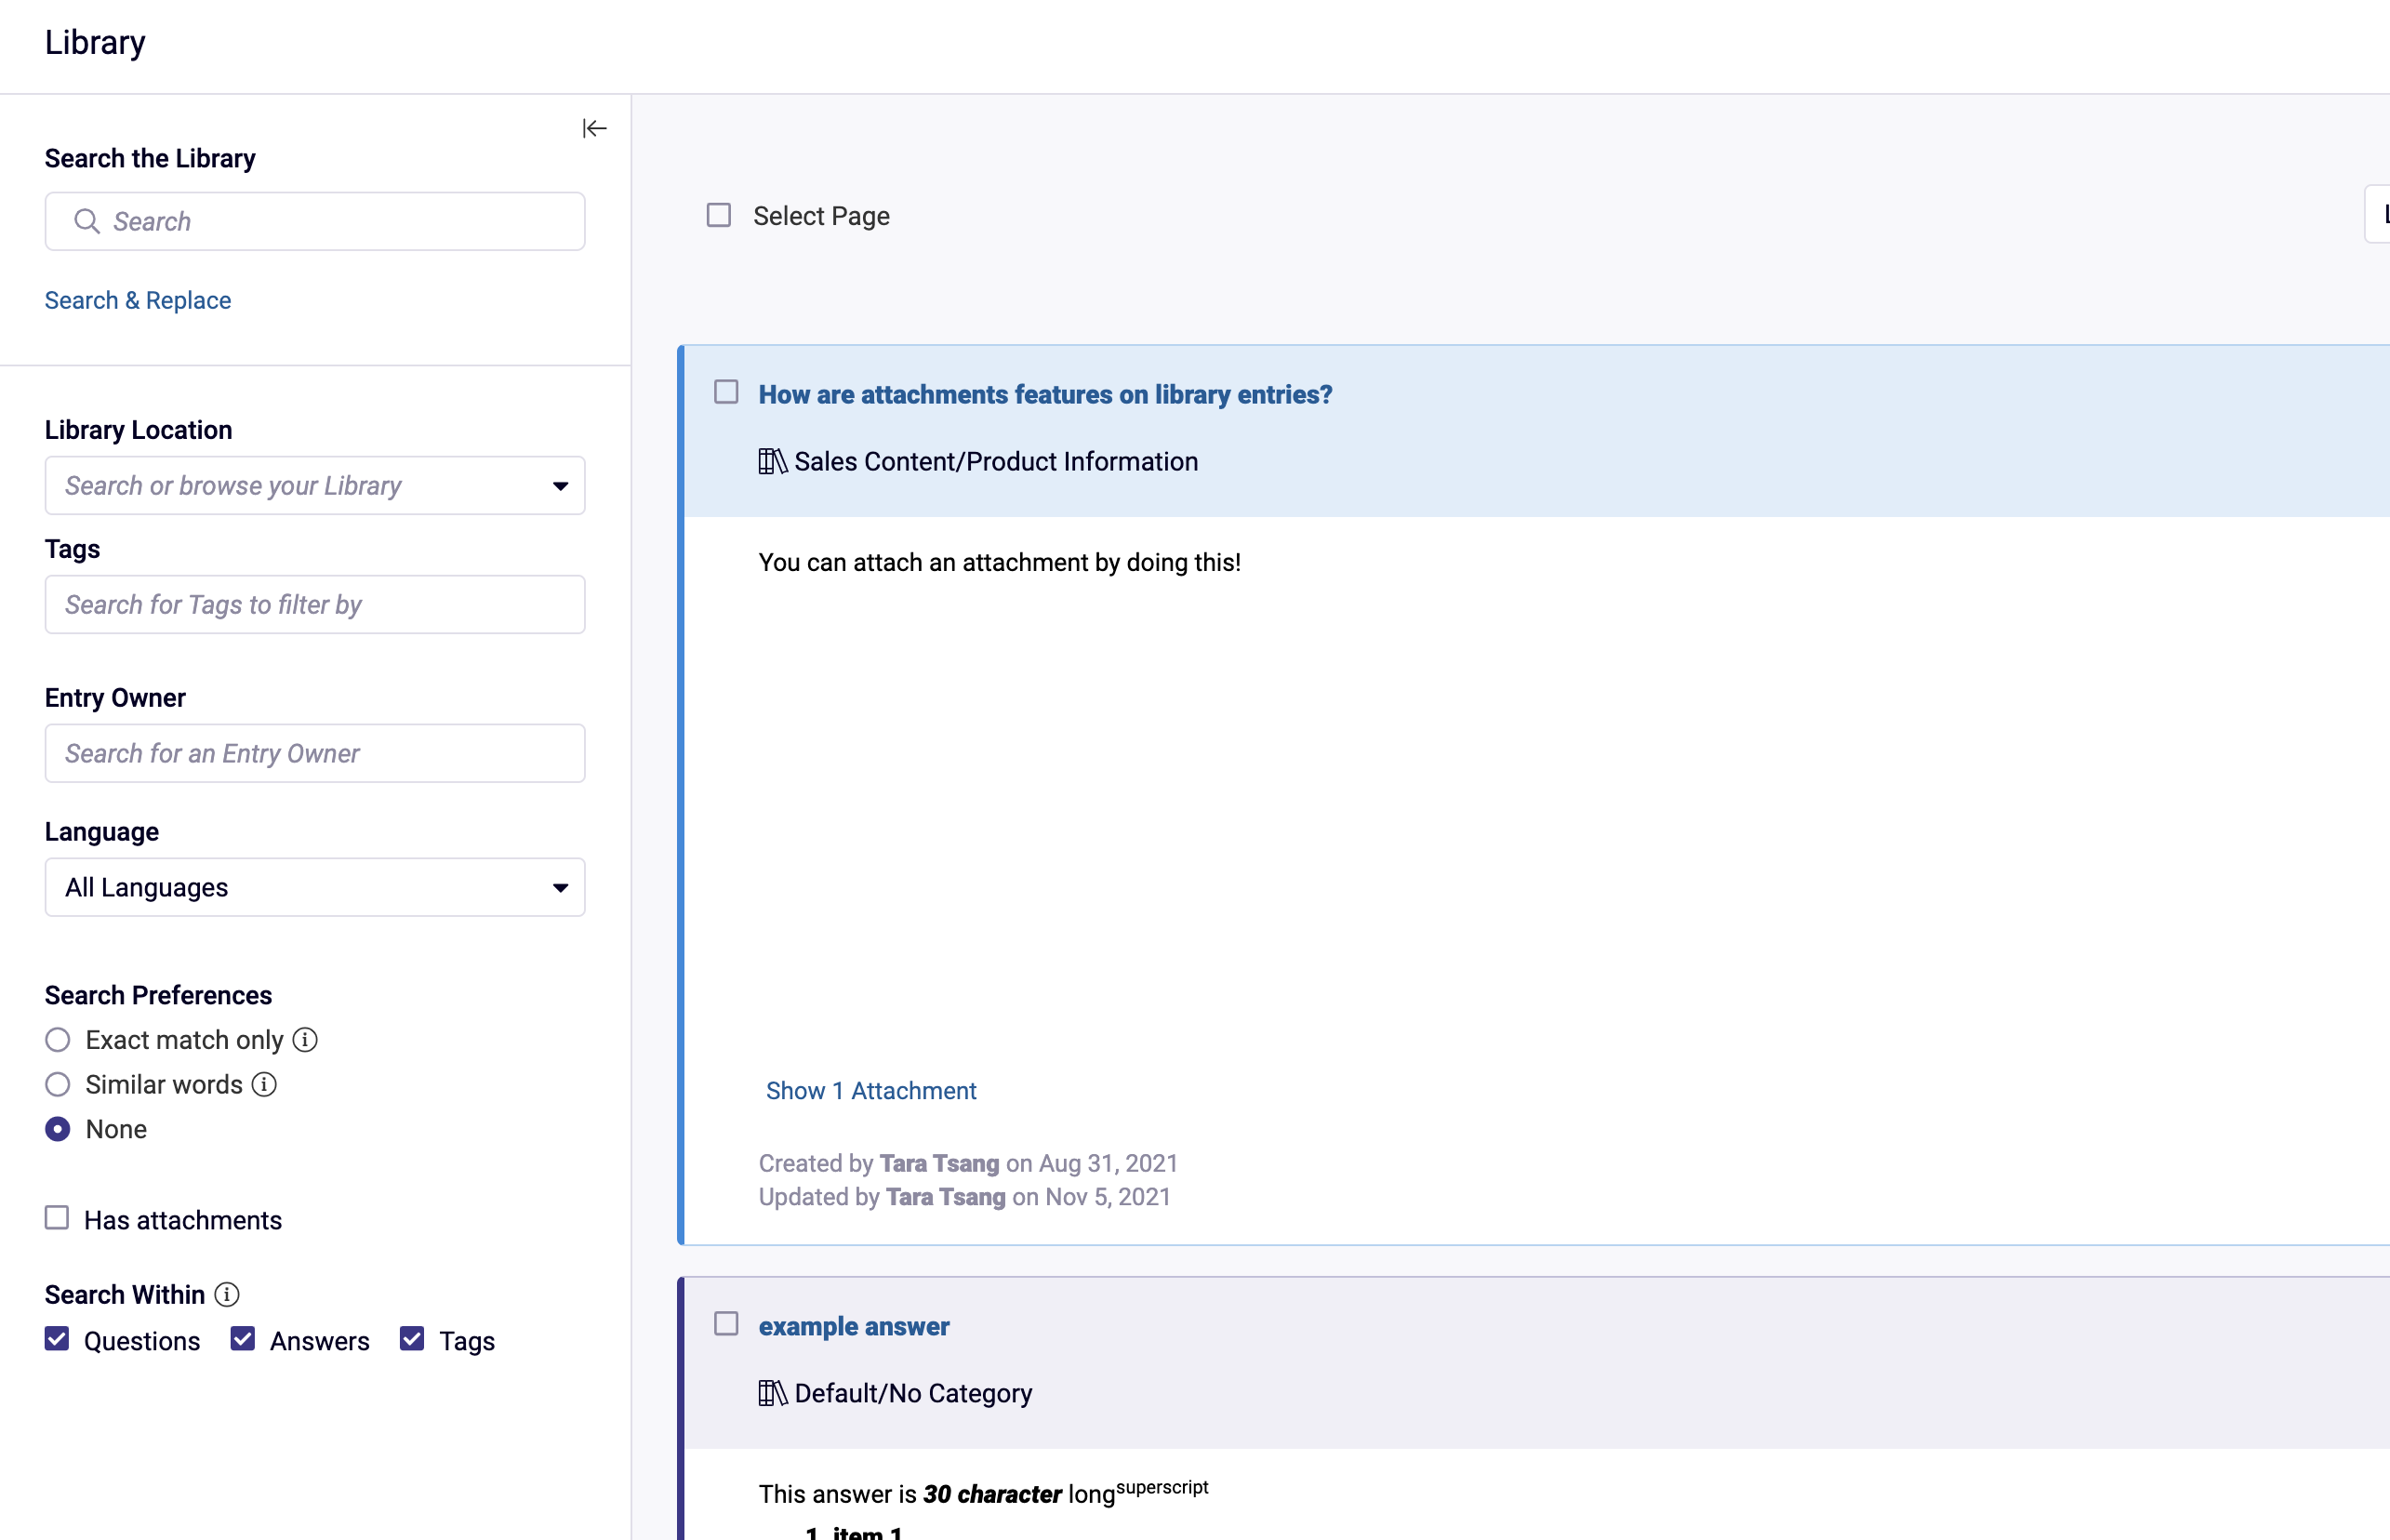 Library
Search the Library
Search
Search & Replace
Library Location
Search or browse your Library
Tags
Search for Tags to filter by
Entry Owner
Search for an Entry Owner
Language
All Languages
Search Preferences
Exact match only
Similar words
None
Has attachments
Search Within
Questions Answers Tags
Select Page
How are attachments features on library entries?
Sales Content/Product Information
You can attach an attachment by doing this!
Show 1 Attachment
Created by Tara Tsang on Aug 31, 2021
Updated by Tara Tsang on Nov 5, 2021
example answer
Default/No Category
This answer is 30 character longsuperscript
1. item 1